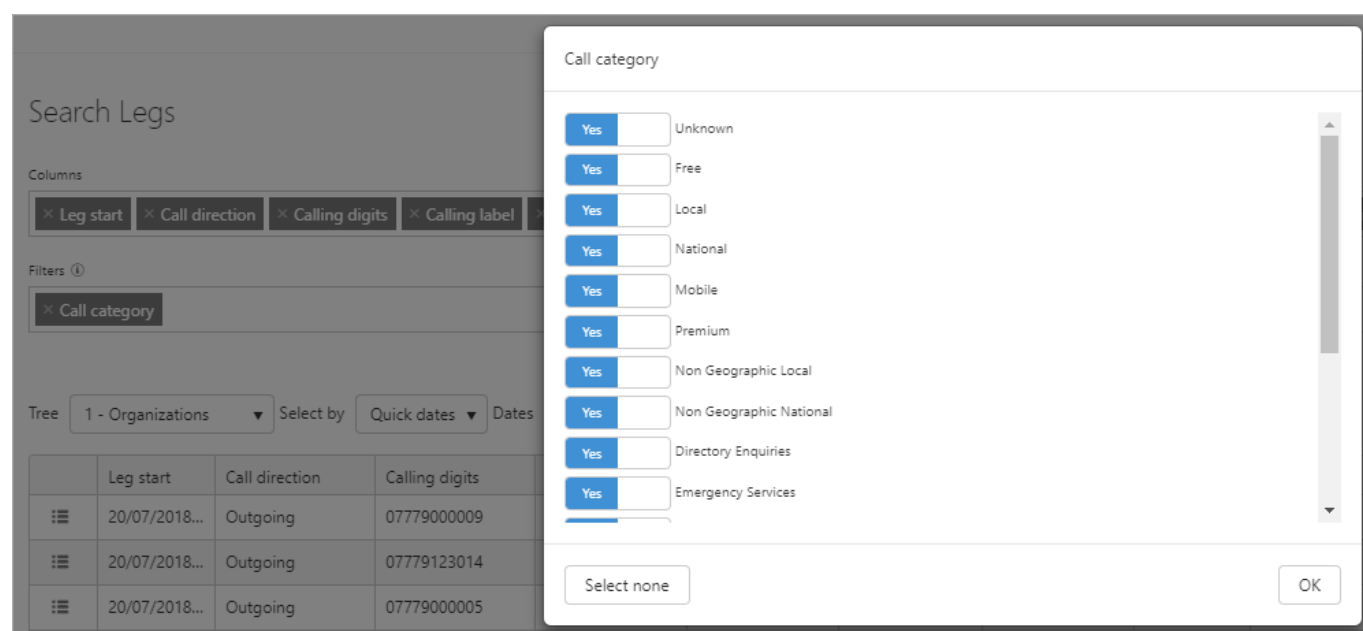 Call category
Search Legs
Yes Unknown
Yes Free
Columns
Yes Local
× Leg start × Call direction × Calling digits × Calling label ×
Yes National
Filters
Yes Mobile
× Call category
Yes Premium
Yes Non Geographic Local
Tree 1 - Organizations Select by Quick dates Dates
Yes Non Geographic National
Yes Directory Enquiries
Leg start Call direction Calling digits
Yes Emergency Services
20/07/2018... Outgoing 07779000009
20/07/2018... Outgoing 07779123014
Select none OK
20/07/2018... Outgoing 07779000005